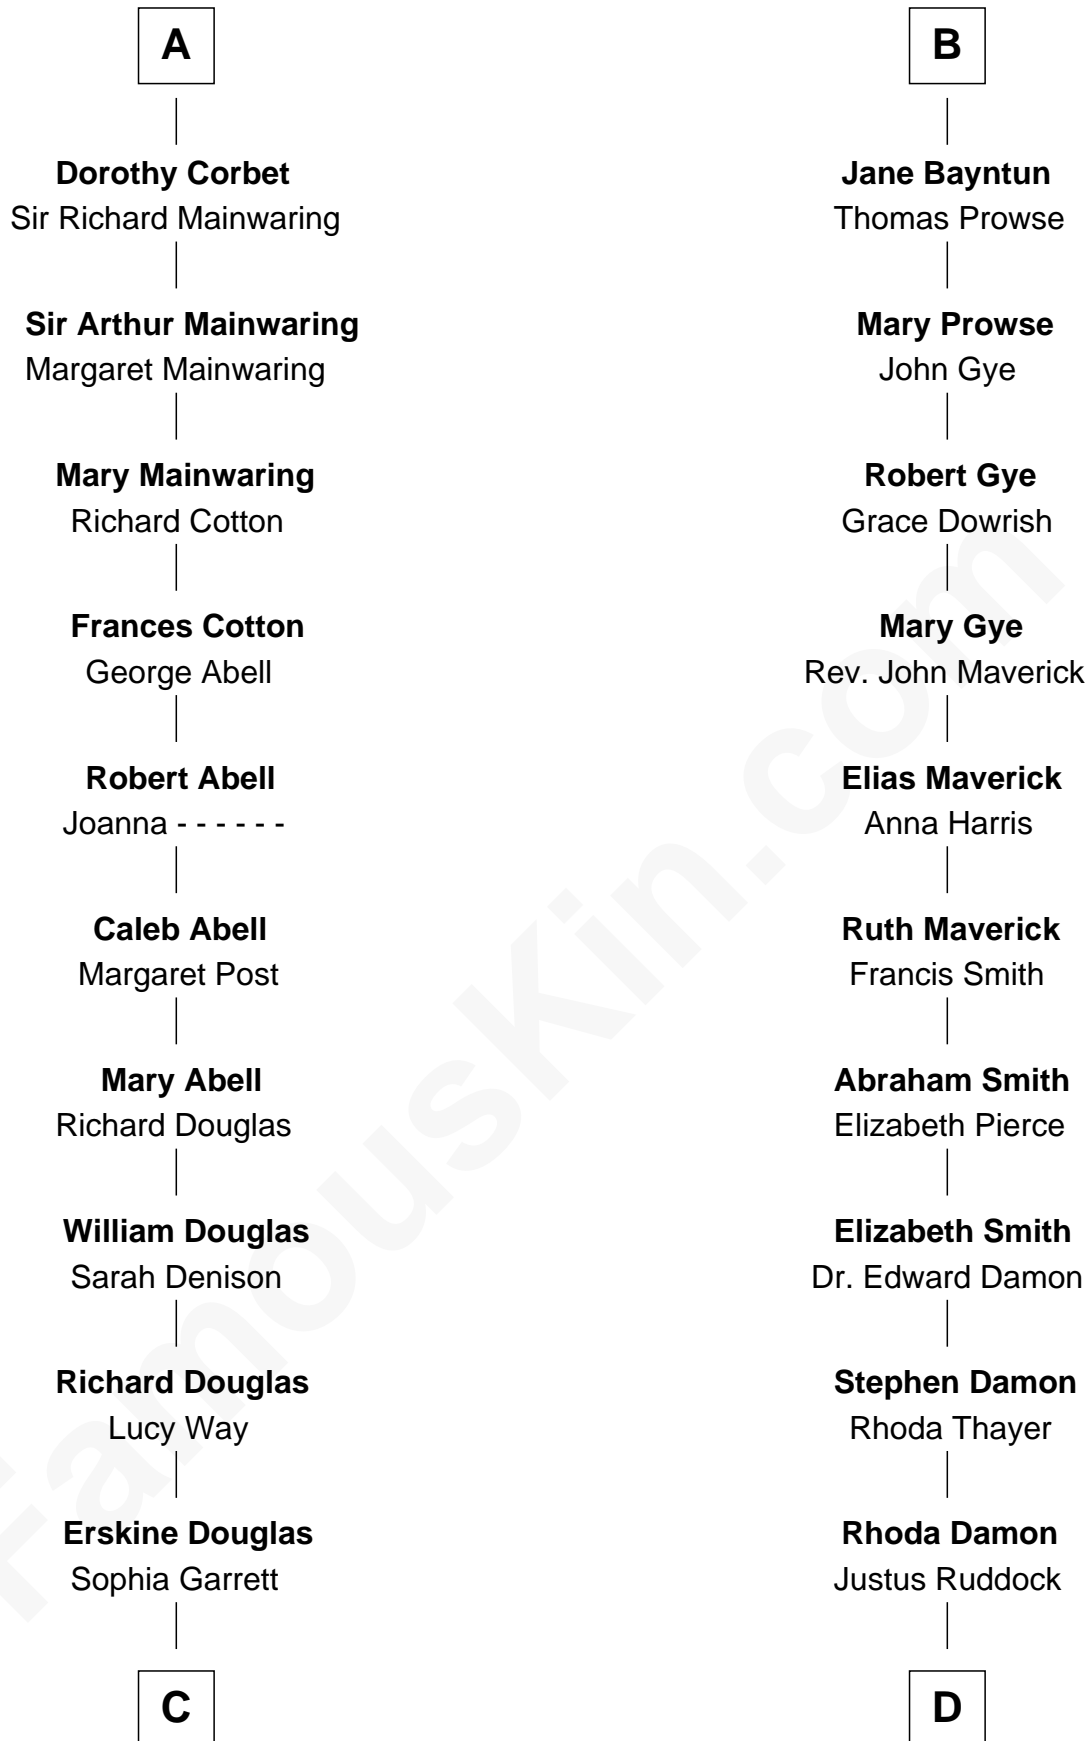 A
Dorothy Corbet
Sir Richard Mainwaring
Sir Arthur Mainwaring
Margaret Mainwaring
Mary Mainwaring
Richard Cotton
Frances Cotton
George Abell
Robert Abell
Joanna - - - - - -
Caleb Abell
Margaret Post
Mary Abell
Richard Douglas
William Douglas
Sarah Denison
Richard Douglas
Lucy Way
Erskine Douglas
Sophia Garrett
C
B
Jane Bayntun
Thomas Prowse
Mary Prowse
John Gye
Robert Gye
Grace Dowrish
Mary Gye
Rev. John Maverick
Elias Maverick
Anna Harris
Ruth Maverick
Francis Smith
Abraham Smith
Elizabeth Pierce
Elizabeth Smith
Dr. Edward Damon
Stephen Damon
Rhoda Thayer
Rhoda Damon
Justus Ruddock
D
FamousKin.com